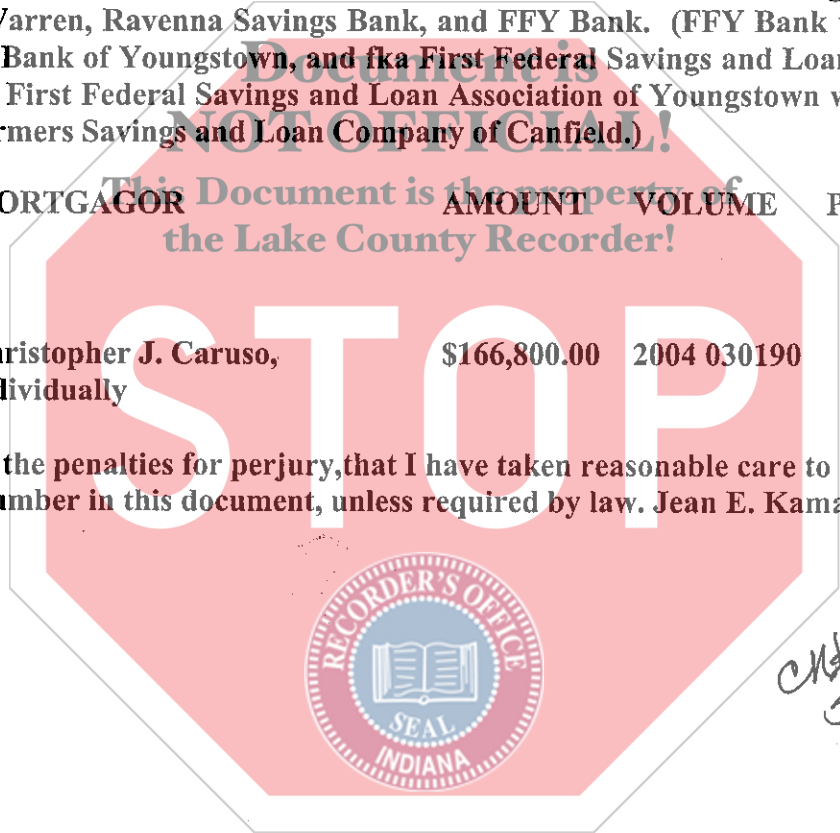 Varren, Ravenna Savings Bank, and FFY Bank. (FFY Bank
Bank of Youngstown, and fka First Federal Savings and Loan
First Federal Savings and Loan Association of Youngstown w
rmers Savings and Loan Company of Canfield.)
Document is
NOT OFFICIAL!
This Document is the property of
the Lake County Recorder!
ORTGAGOR AMOUNT VOLUME P
STOP
ristopher J. Caruso, $166,800.00 2004 030190
dividually
the penalties for perjury,that I have taken reasonable care to
umber in this document, unless required by law. Jean E. Kama
RECORDER'S OFFICE
SEAL
INDIANA